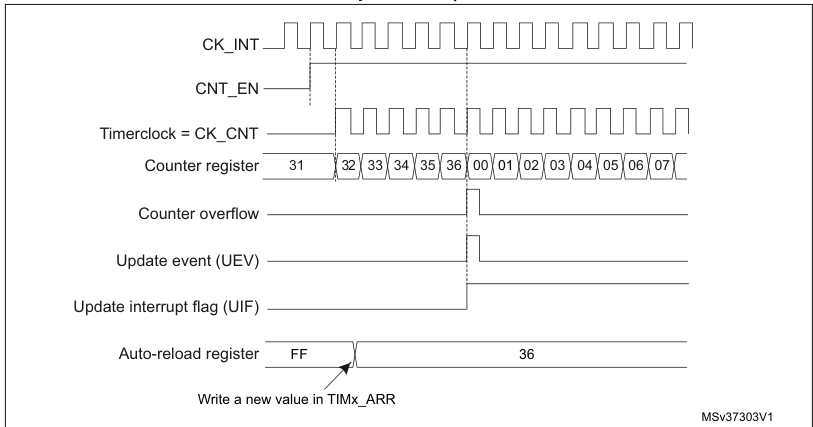 CK_INT
CNT_EN
Timerclock = CK_CNT
Counter register 31 32 33 34 35 36 00 01 02 03 04 05 06 07
Counter overflow
Update event (UEV)
Update interrupt flag (UIF)
Auto-reload register FF 36
Write a new value in TIMx_ARR
MSv37303V1